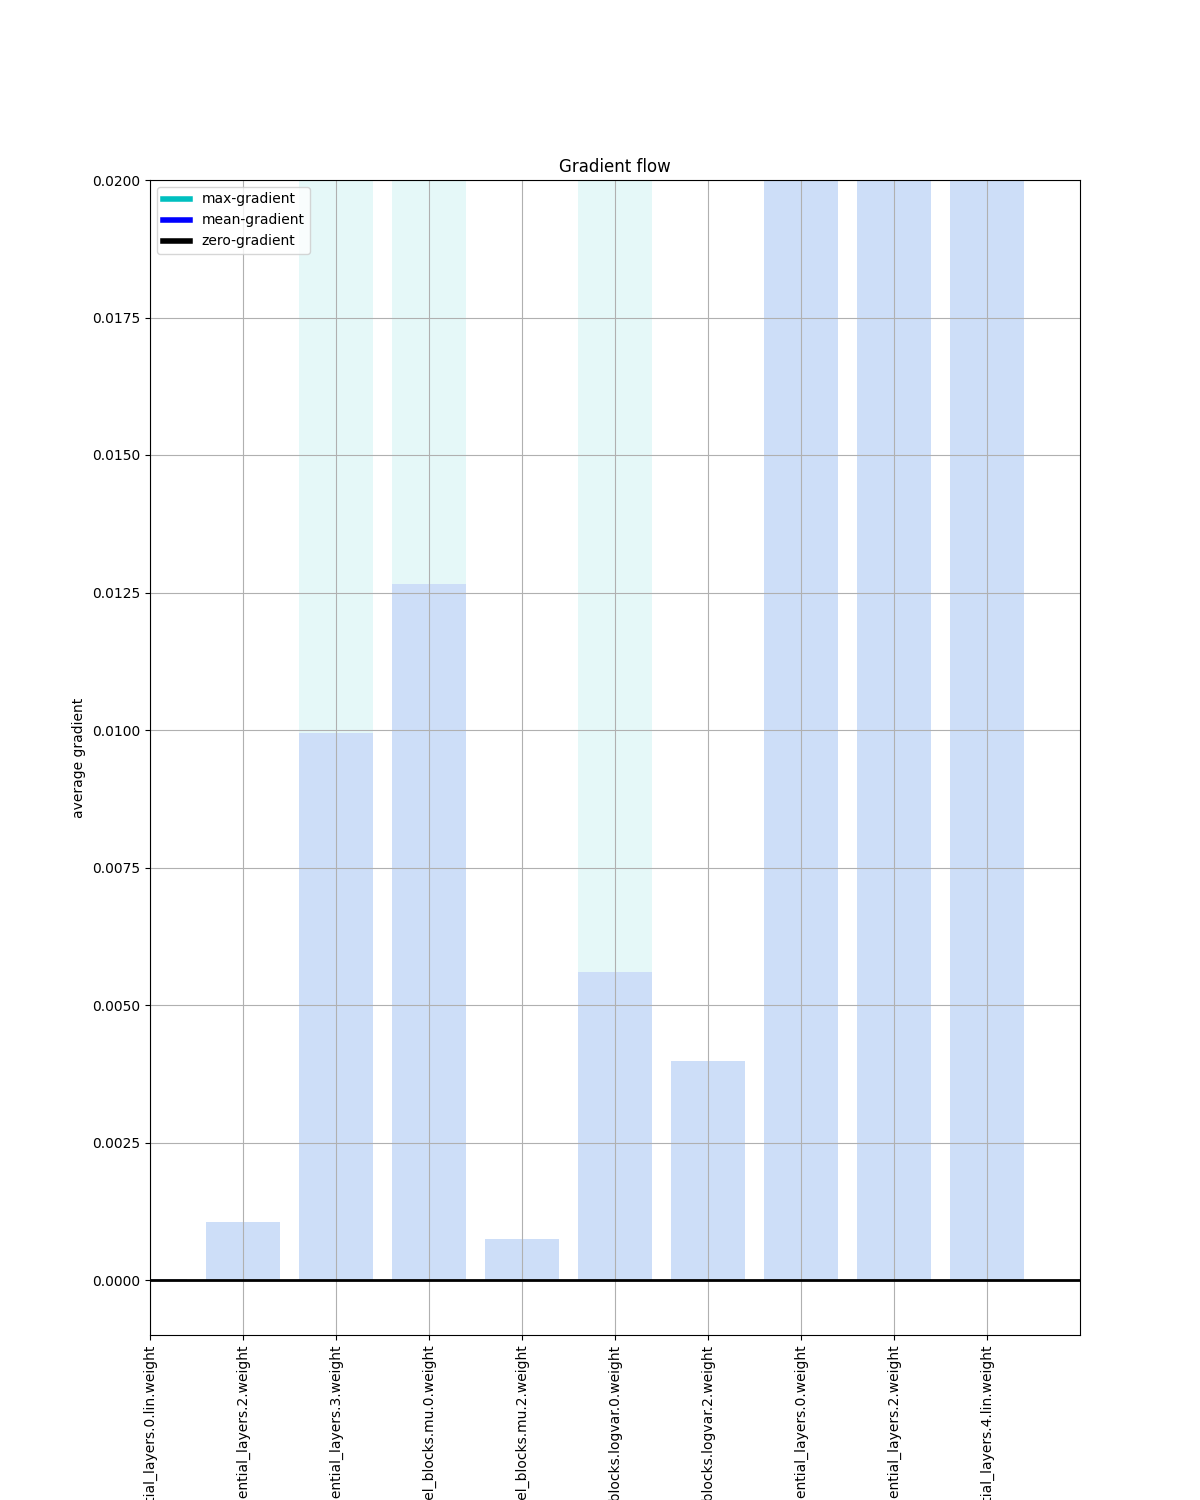 Gradient flow
max-gradient
mean-gradient
zero-gradient
0.0200
0.0175
0.0150
0.0125
0.0100
0.0075
0.0050
0.0025
0.0000
average gradient
tial_layers.0.lin.weight
ential_layers.2.weight
ential_layers.3.weight
el_blocks.mu.0.weight
el_blocks.mu.2.weight
blocks.logvar.0.weight
blocks.logvar.2.weight
ential_layers.0.weight
ential_layers.2.weight
tial_layers.4.lin.weight